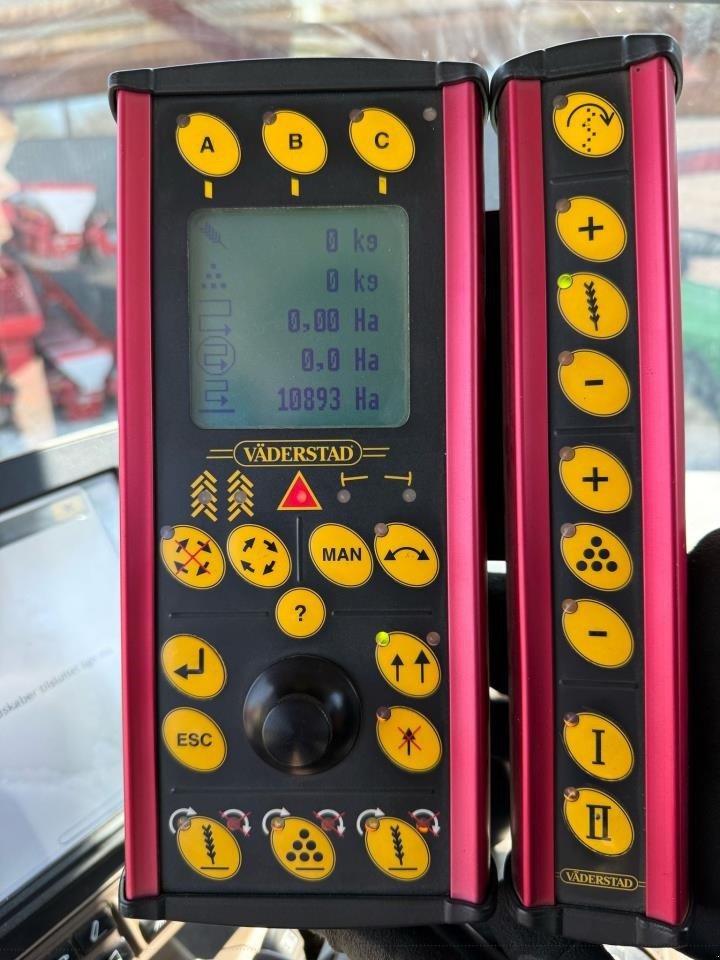 A B C
0 kg
0 kg
0,00 Ha
0,0 Ha
10893 Ha
VÄDERSTAD
MAN
?
ESC
+
-
+
-
I
II
VÄDERSTAD